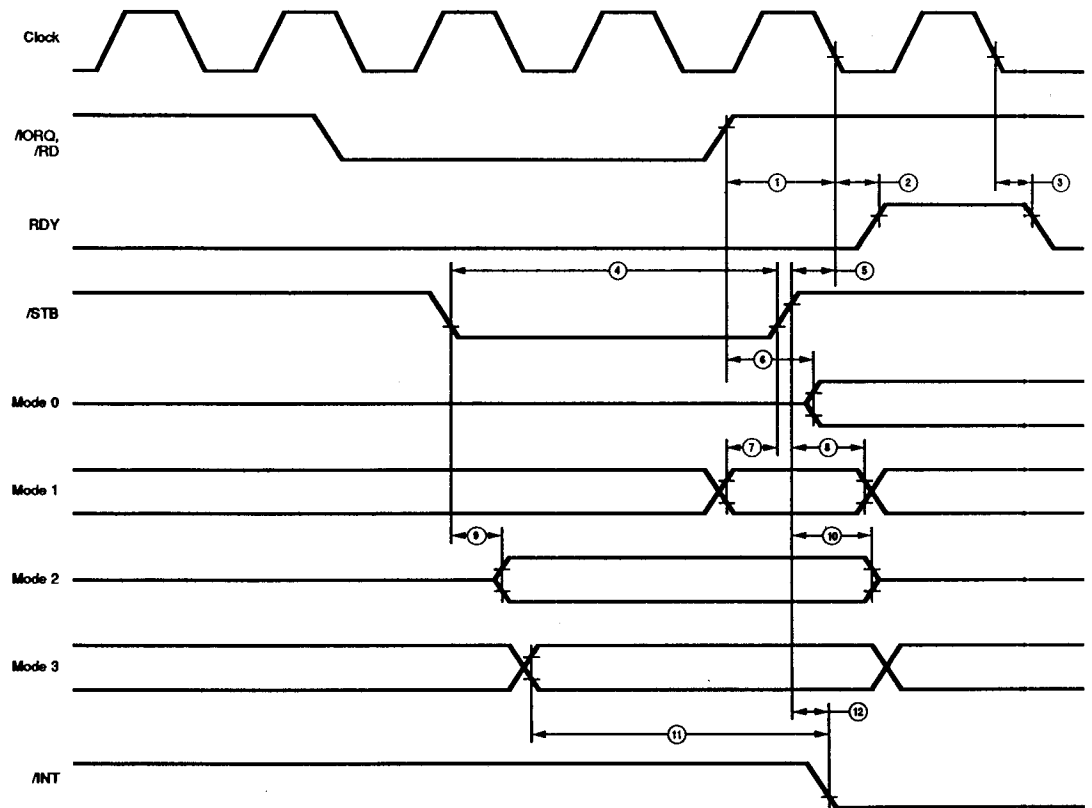 Clock
/IORQ,
/RD
1
2
3
RDY
4
5
/STB
6
Mode 0
7
8
Mode 1
9
10
Mode 2
Mode 3
12
11
/INT